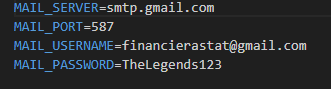 MAIL_SERVER=smtp.gmail.com
MAIL_PORT=587
MAIL_USERNAME=financierastat@gmail.com
MAIL_PASSWORD=TheLegends123